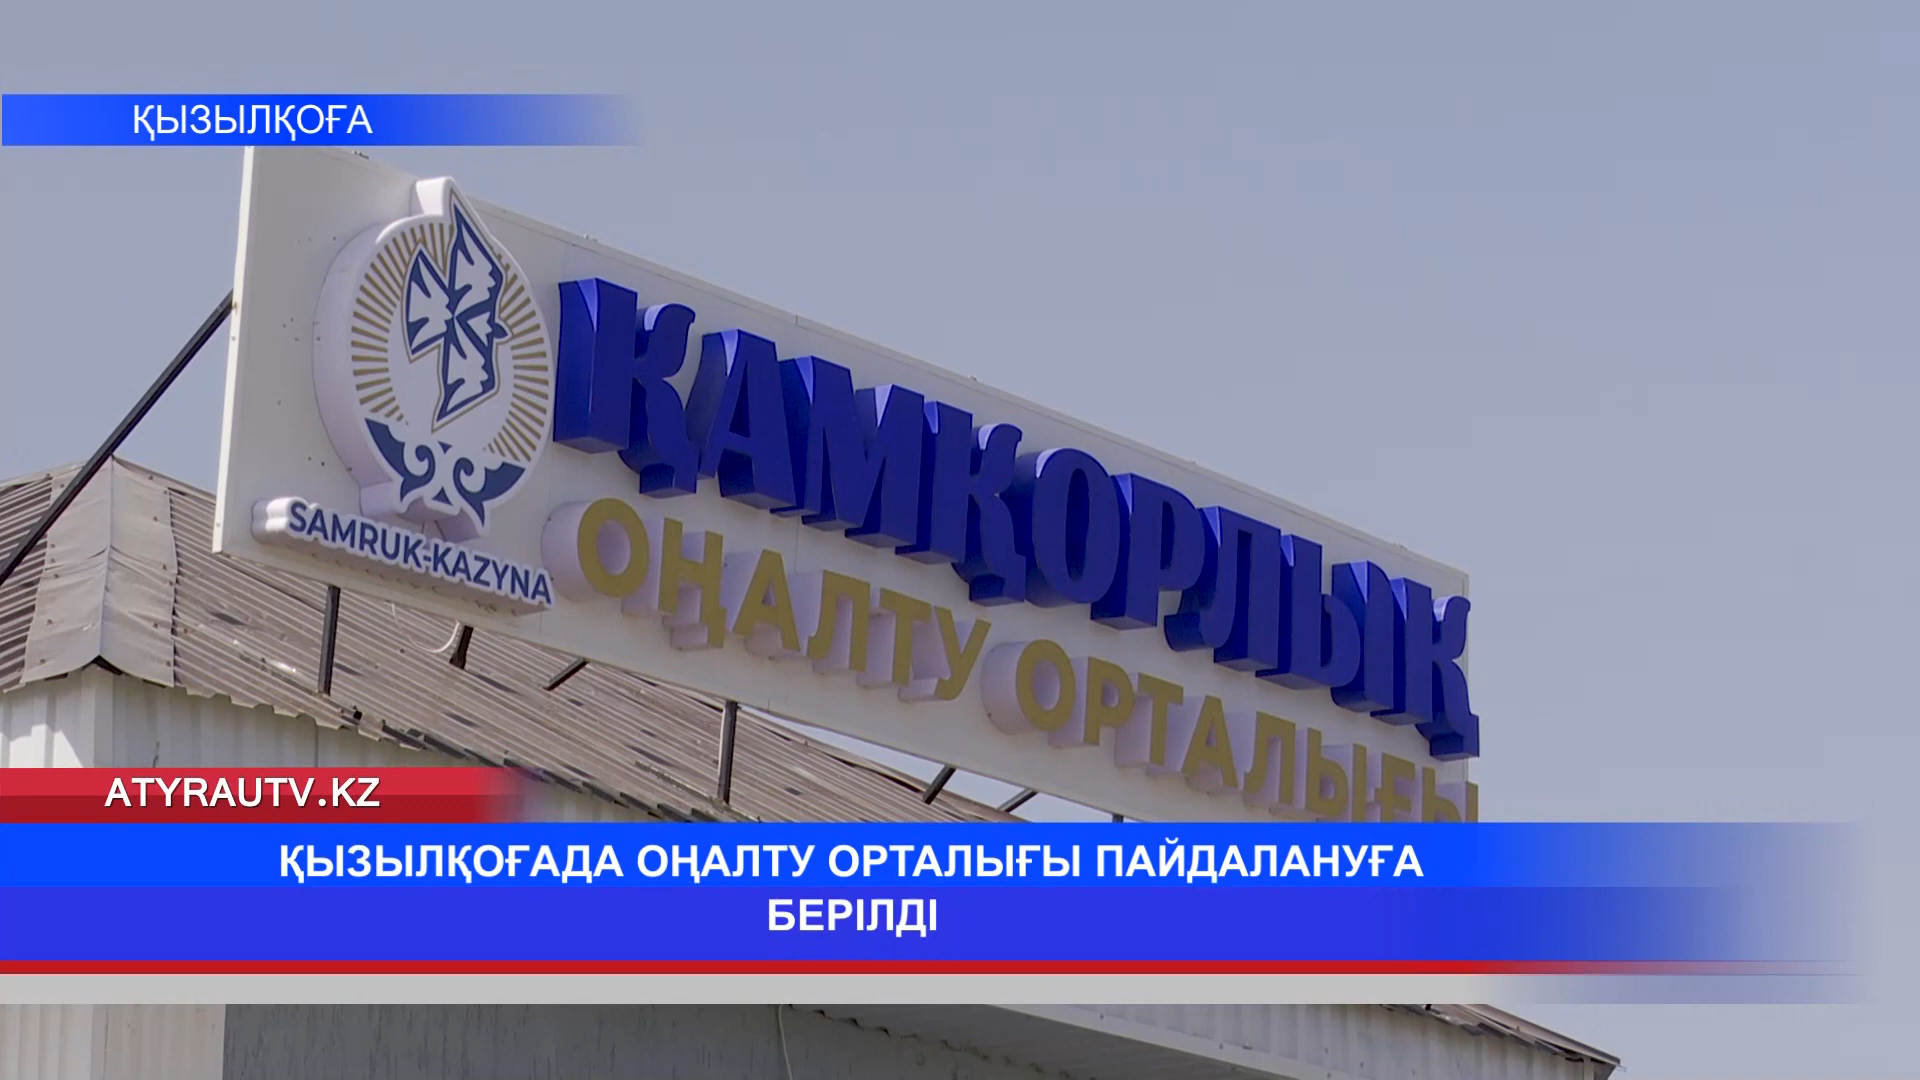 ҚЫЗЫЛҚОҒА
SAMRUK-KAZYNA
ҚАМҚОРЛЫҚ
ОҢАЛТУ ОРТАЛЫҒЫ
ATYRAUTV.KZ
ҚЫЗЫЛҚОҒАДА ОҢАЛТУ ОРТАЛЫҒЫ ПАЙДАЛАНУҒА
БЕРІЛДІ